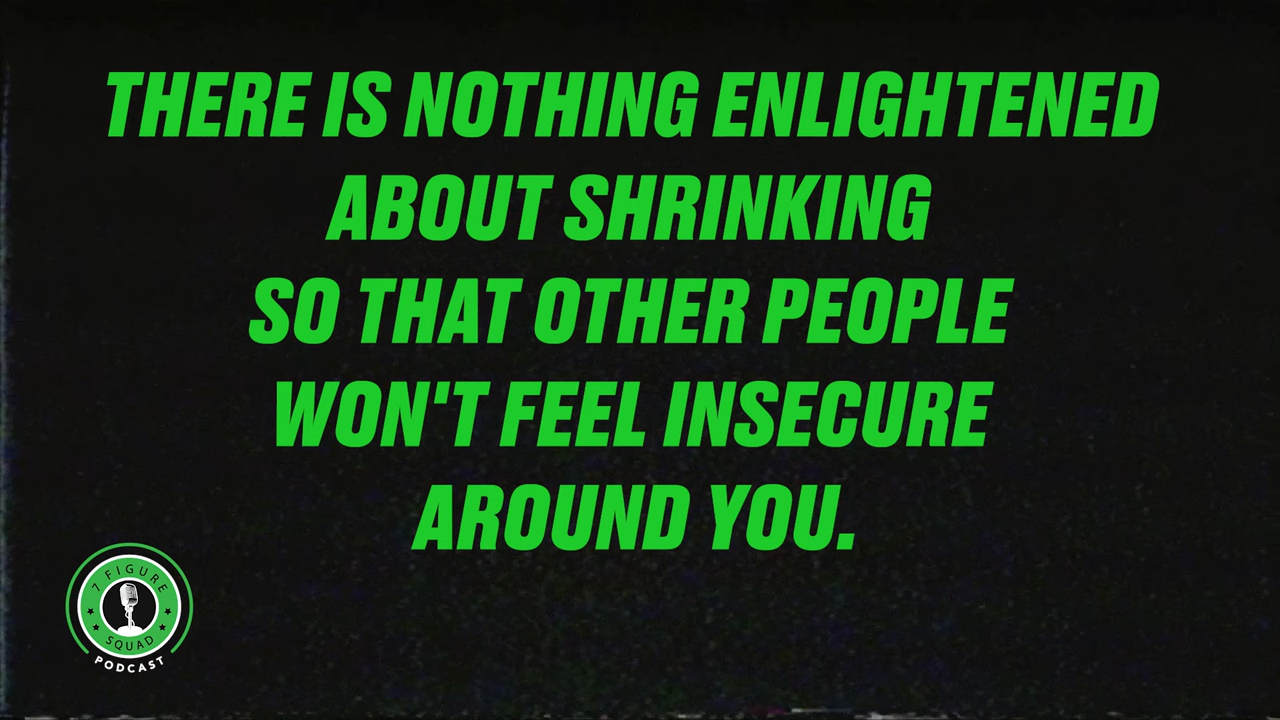 THERE IS NOTHING ENLIGHTENED
ABOUT SHRINKING
SO THAT OTHER PEOPLE
WON'T FEEL INSECURE
AROUND YOU.
7 FIGURE
SQUAD
PODCAST